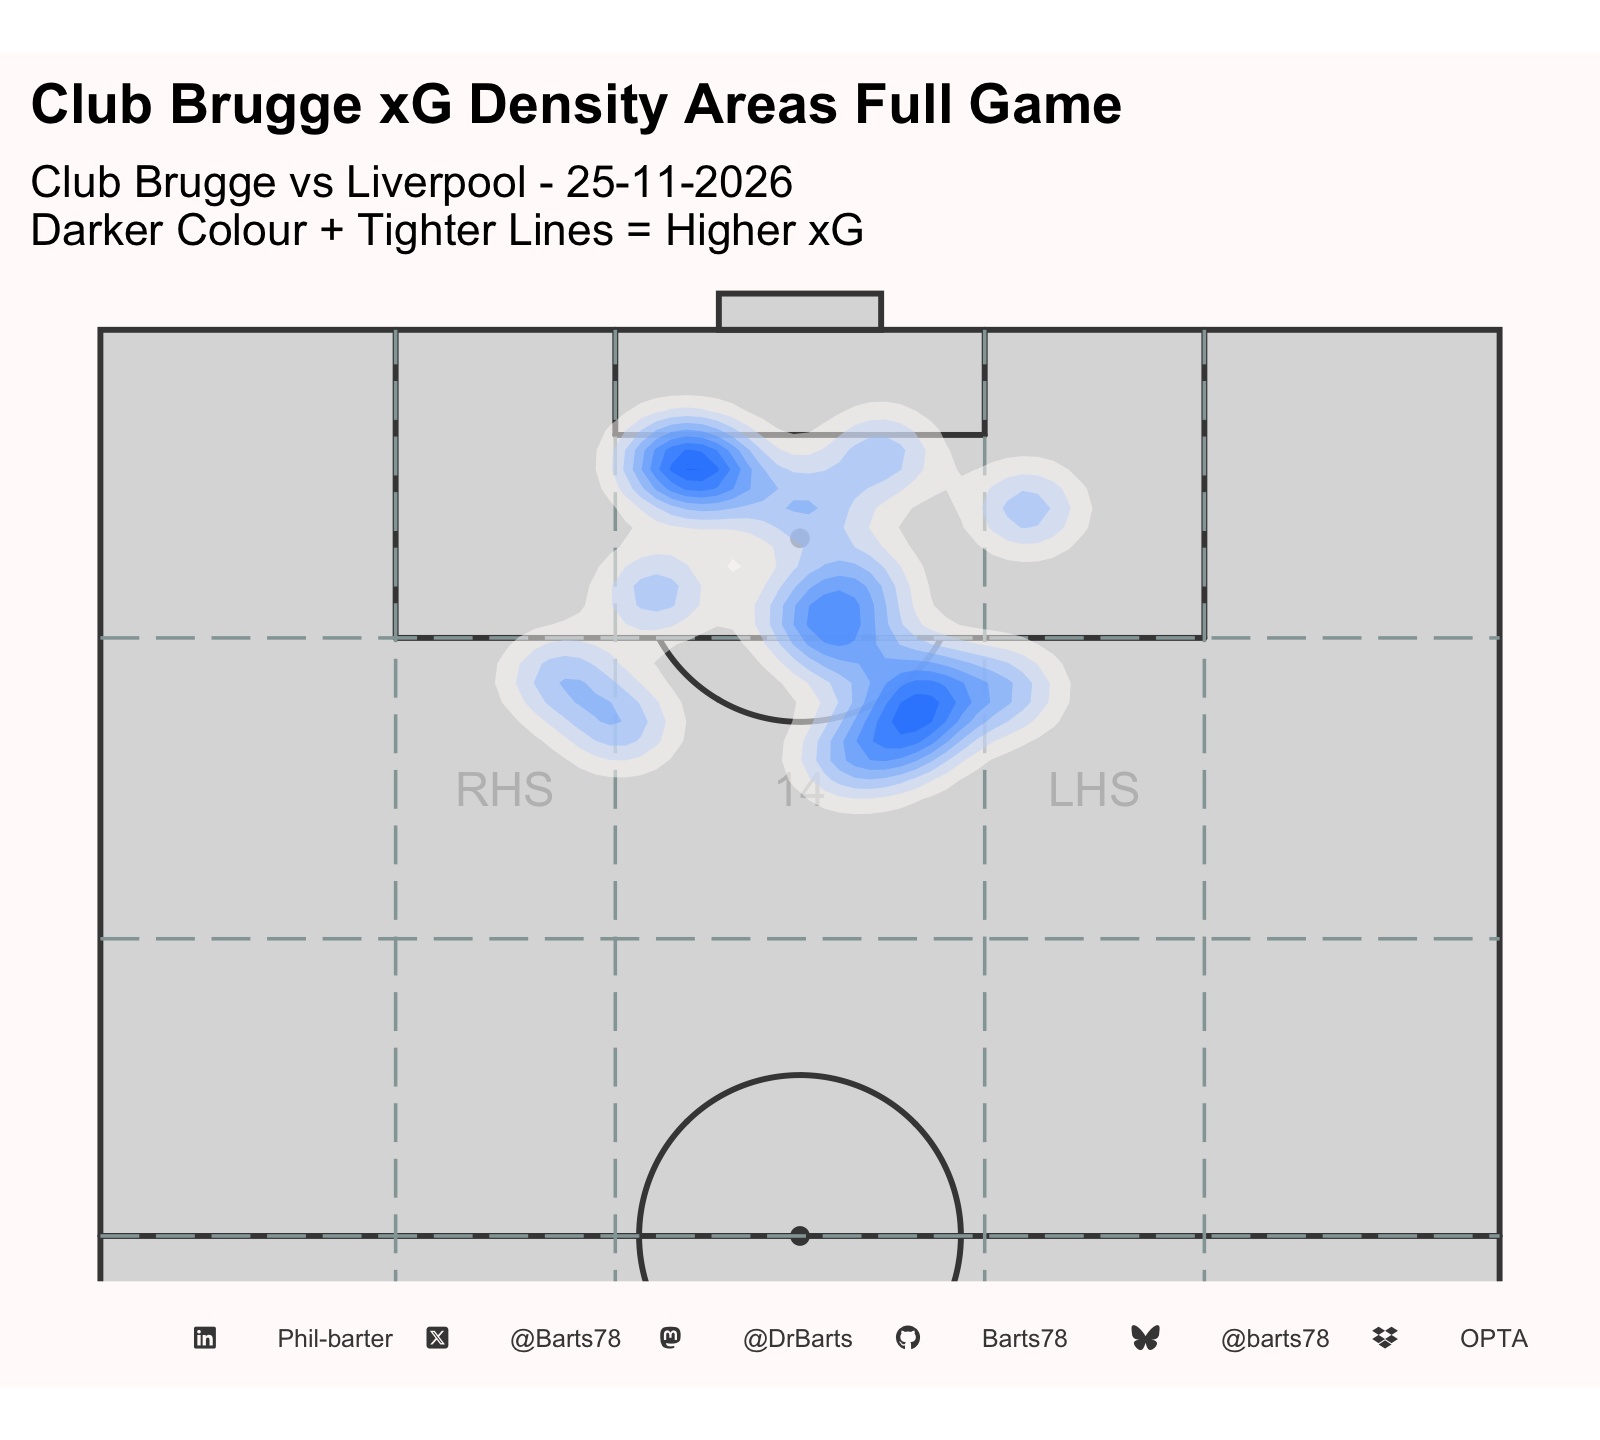 Club Brugge xG Density Areas Full Game
Club Brugge vs Liverpool - 25-11-2026
Darker Colour + Tighter Lines = Higher xG
RHS 14 LHS
Phil-barter @Barts78 @DrBarts Barts78 @barts78 OPTA